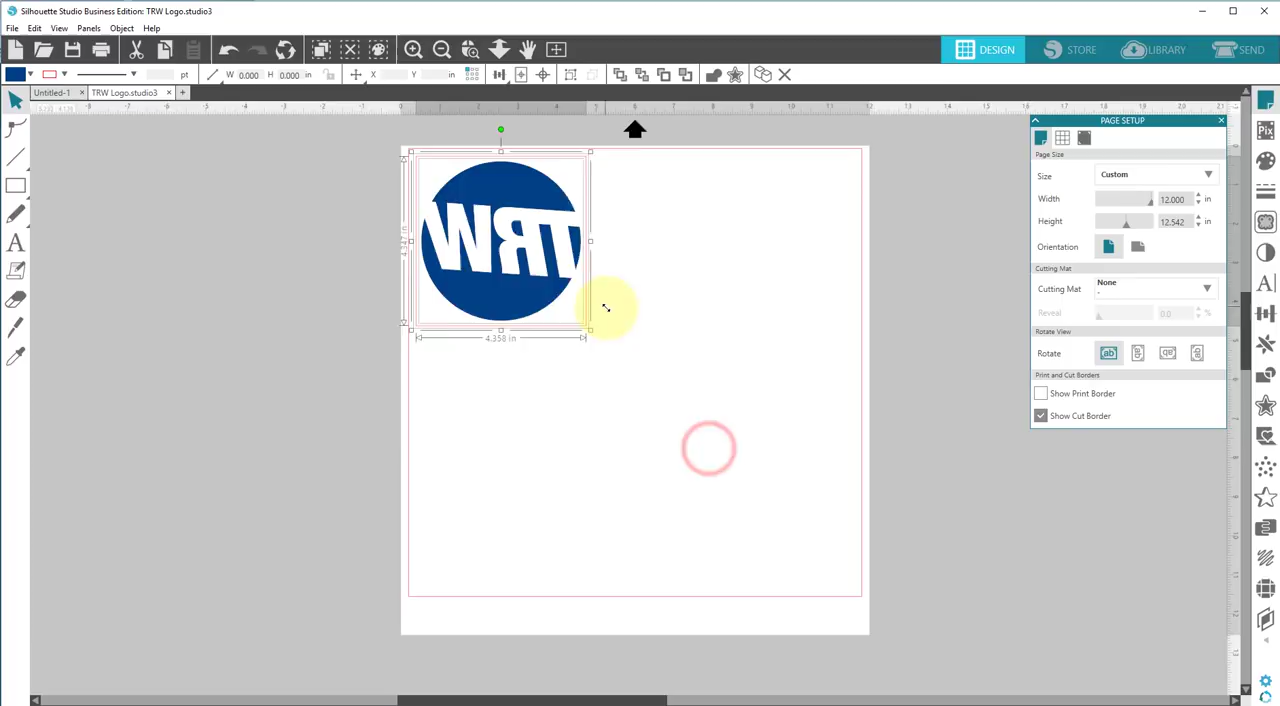 Silhouette Studio Business Edition: TRW Logo.studio3
File Edit View Panels Object Help
DESIGN STORE LIBRARY SEND
pt W 0.000 H 0.000 in X Y in
Untitled-1 × TRW Logo.studio3 × +
PAGE SETUP
Page Size
Size Custom
Width 12.000 in
Height 12.542 in
Orientation
Cutting Mat
Cutting Mat None
-
Reveal 0.0 %
Rotate View
Rotate
Print and Cut Borders
Show Print Border
Show Cut Border
TRW
4.358 in